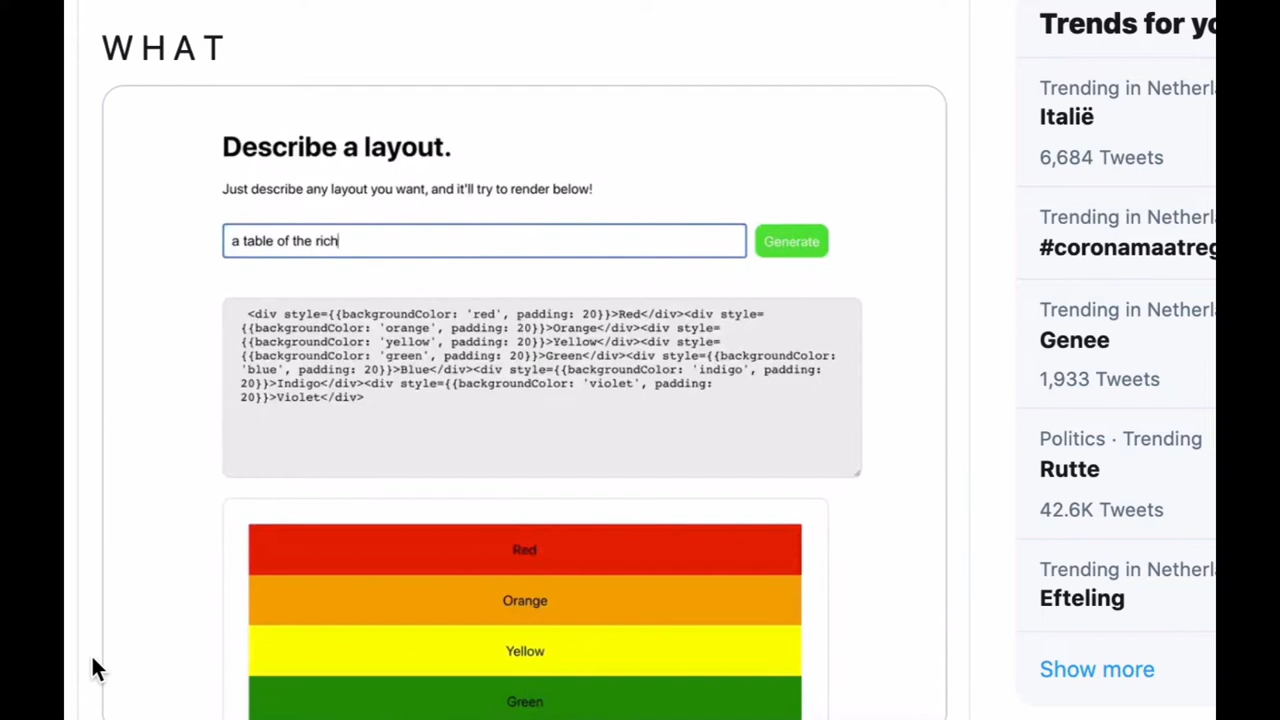 W H A T
Describe a layout.
Just describe any layout you want, and it'll try to render below!
a table of the rich
Generate
<div style={{backgroundColor: 'red', padding: 20}}>Red</div><div style=
{{backgroundColor: 'orange', padding: 20}}>Orange</div><div style=
{{backgroundColor: 'yellow', padding: 20}}>Yellow</div><div style=
{{backgroundColor: 'green', padding: 20}}>Green</div><div style={{backgroundColor:
'blue', padding: 20}}>Blue</div><div style={{backgroundColor: 'indigo', padding:
20}}>Indigo</div><div style={{backgroundColor: 'violet', padding:
20}}>Violet</div>
Red
Orange
Yellow
Green
Trends for yo
Trending in Netherla
Italië
6,684 Tweets
Trending in Netherla
#coronamaatreg
Trending in Netherla
Genee
1,933 Tweets
Politics · Trending
Rutte
42.6K Tweets
Trending in Netherla
Efteling
Show more